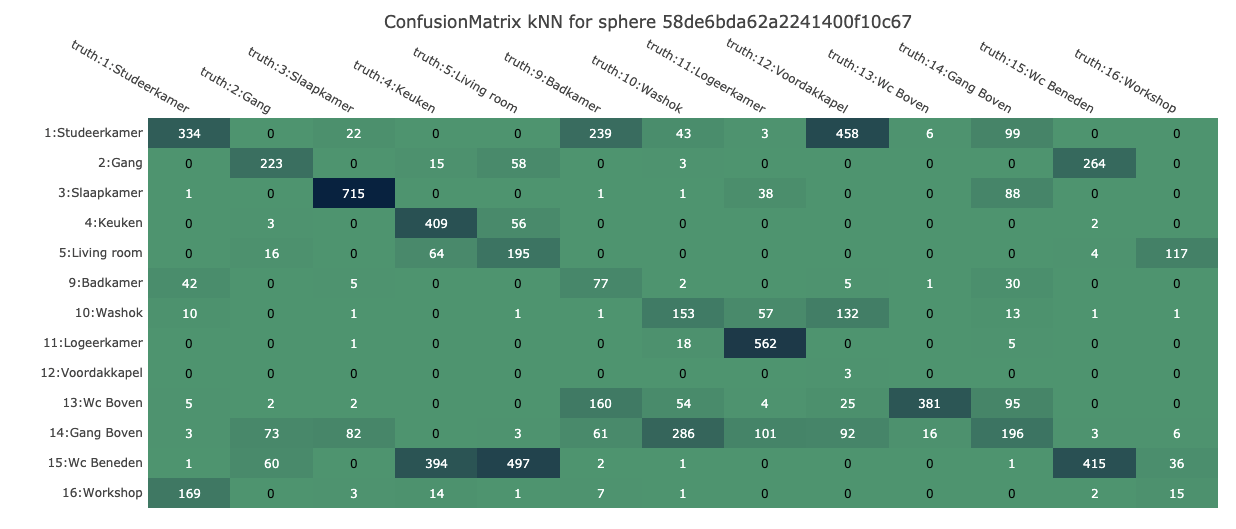 ConfusionMatrix kNN for sphere 58de6bda62a2241400f10c67
truth:1:Studeerkamer truth:2:Gang truth:3:Slaapkamer truth:4:Keuken truth:5:Living room truth:9:Badkamer truth:10:Washok truth:11:Logeerkamer truth:12:Voordakkapel truth:13:Wc Boven truth:14:Gang Boven truth:15:Wc Beneden truth:16:Workshop
1:Studeerkamer 334 0 22 0 0 239 43 3 458 6 99 0 0
2:Gang 0 223 0 15 58 0 3 0 0 0 0 264 0
3:Slaapkamer 1 0 715 0 0 1 1 38 0 0 88 0 0
4:Keuken 0 3 0 409 56 0 0 0 0 0 0 2 0
5:Living room 0 16 0 64 195 0 0 0 0 0 0 4 117
9:Badkamer 42 0 5 0 0 77 2 0 5 1 30 0 0
10:Washok 10 0 1 0 1 1 153 57 132 0 13 1 1
11:Logeerkamer 0 0 1 0 0 0 18 562 0 0 5 0 0
12:Voordakkapel 0 0 0 0 0 0 0 0 3 0 0 0 0
13:Wc Boven 5 2 2 0 0 160 54 4 25 381 95 0 0
14:Gang Boven 3 73 82 0 3 61 286 101 92 16 196 3 6
15:Wc Beneden 1 60 0 394 497 2 1 0 0 0 1 415 36
16:Workshop 169 0 3 14 1 7 1 0 0 0 0 2 15